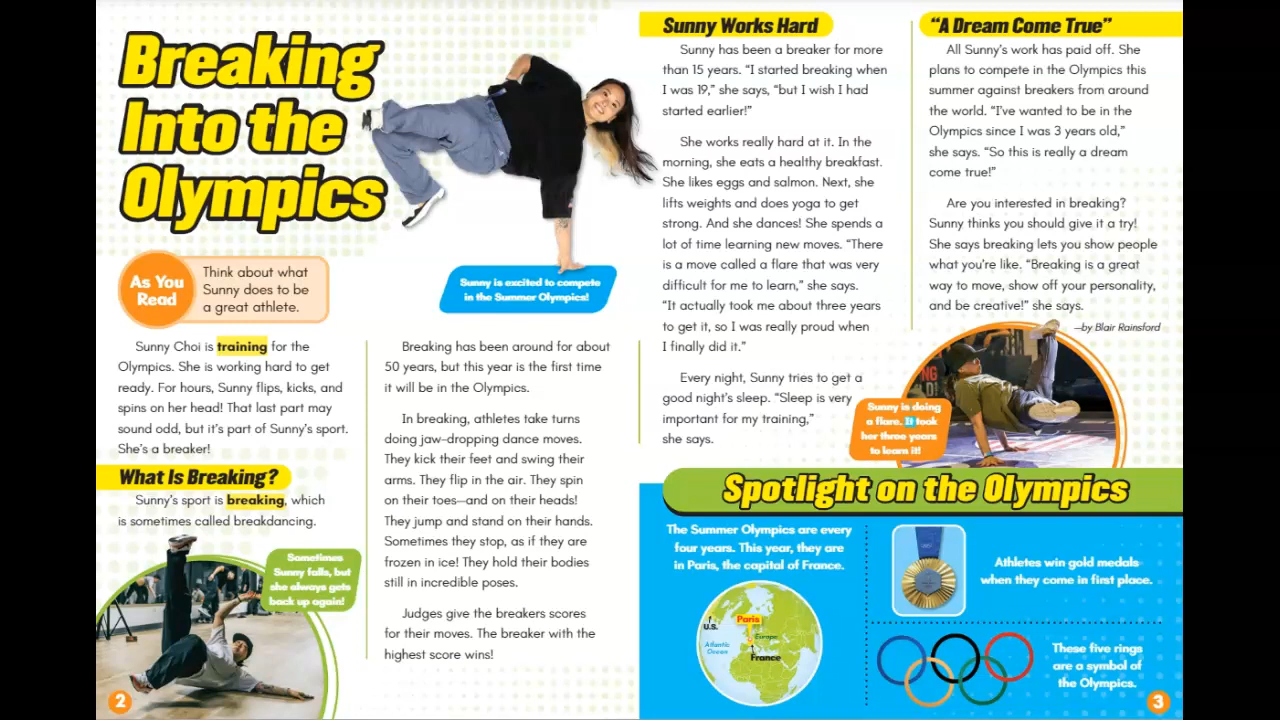 Breaking
Into the
Olympics
As You
Read
Think about what
Sunny does to be
a great athlete.
Sunny is excited to compete
in the Summer Olympics!
Sunny Choi is training for the
Olympics. She is working hard to get
ready. For hours, Sunny flips, kicks, and
spins on her head! That last part may
sound odd, but it's part of Sunny's sport.
She's a breaker!
What Is Breaking?
Sunny's sport is breaking, which
is sometimes called breakdancing.
Sometimes
Sunny falls, but
she always gets
back up again!
2
Breaking has been around for about
50 years, but this year is the first time
it will be in the Olympics.
In breaking, athletes take turns
doing jaw-dropping dance moves.
They kick their feet and swing their
arms. They flip in the air. They spin
on their toes—and on their heads!
They jump and stand on their hands.
Sometimes they stop, as if they are
frozen in ice! They hold their bodies
still in incredible poses.
Judges give the breakers scores
for their moves. The breaker with the
highest score wins!
Sunny Works Hard
Sunny has been a breaker for more
than 15 years. “I started breaking when
I was 19,” she says, “but I wish I had
started earlier!”
She works really hard at it. In the
morning, she eats a healthy breakfast.
She likes eggs and salmon. Next, she
lifts weights and does yoga to get
strong. And she dances! She spends a
lot of time learning new moves. “There
is a move called a flare that was very
difficult for me to learn,” she says.
“It actually took me about three years
to get it, so I was really proud when
I finally did it.”
Every night, Sunny tries to get a
good night's sleep. “Sleep is very
important for my training,”
she says.
“A Dream Come True”
All Sunny's work has paid off. She
plans to compete in the Olympics this
summer against breakers from around
the world. “I've wanted to be in the
Olympics since I was 3 years old,”
she says. “So this is really a dream
come true!”
Are you interested in breaking?
Sunny thinks you should give it a try!
She says breaking lets you show people
what you're like. “Breaking is a great
way to move, show off your personality,
and be creative!” she says.
—by Blair Rainsford
Sunny is doing
a flare. It took
her three years
to learn it!
Spotlight on the Olympics
The Summer Olympics are every
four years. This year, they are
in Paris, the capital of France.
U.S.
Paris
Europe
Atlantic
Ocean
France
Athletes win gold medals
when they come in first place.
These five rings
are a symbol of
the Olympics.
3